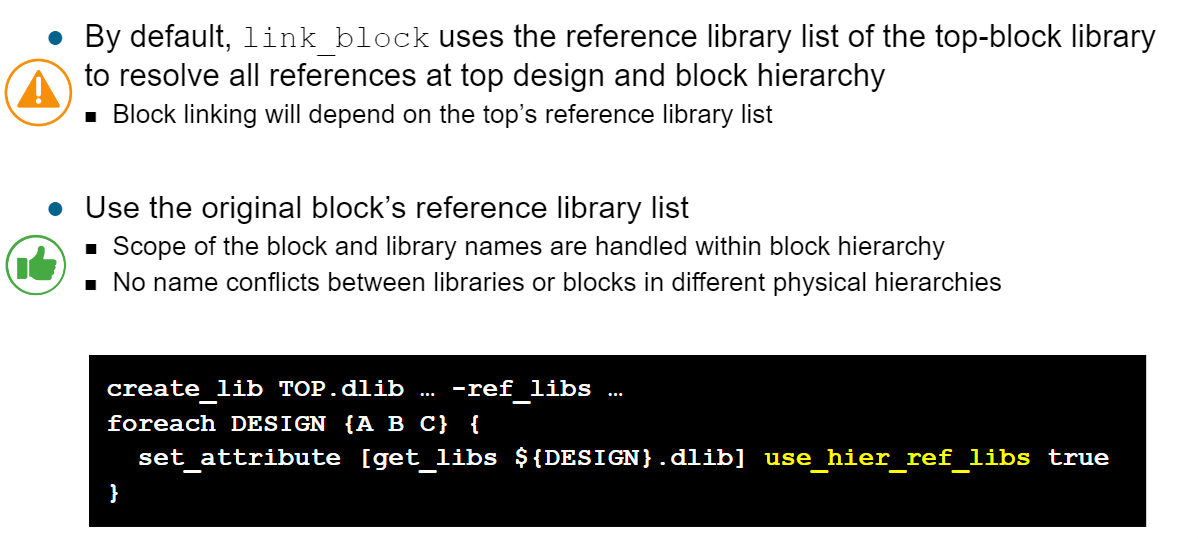 • By default, link_block uses the reference library list of the top-block library
to resolve all references at top design and block hierarchy
▪ Block linking will depend on the top’s reference library list
• Use the original block’s reference library list
▪ Scope of the block and library names are handled within block hierarchy
▪ No name conflicts between libraries or blocks in different physical hierarchies
create_lib TOP.dlib … -ref_libs …
foreach DESIGN {A B C} {
  set_attribute [get_libs ${DESIGN}.dlib] use_hier_ref_libs true
}